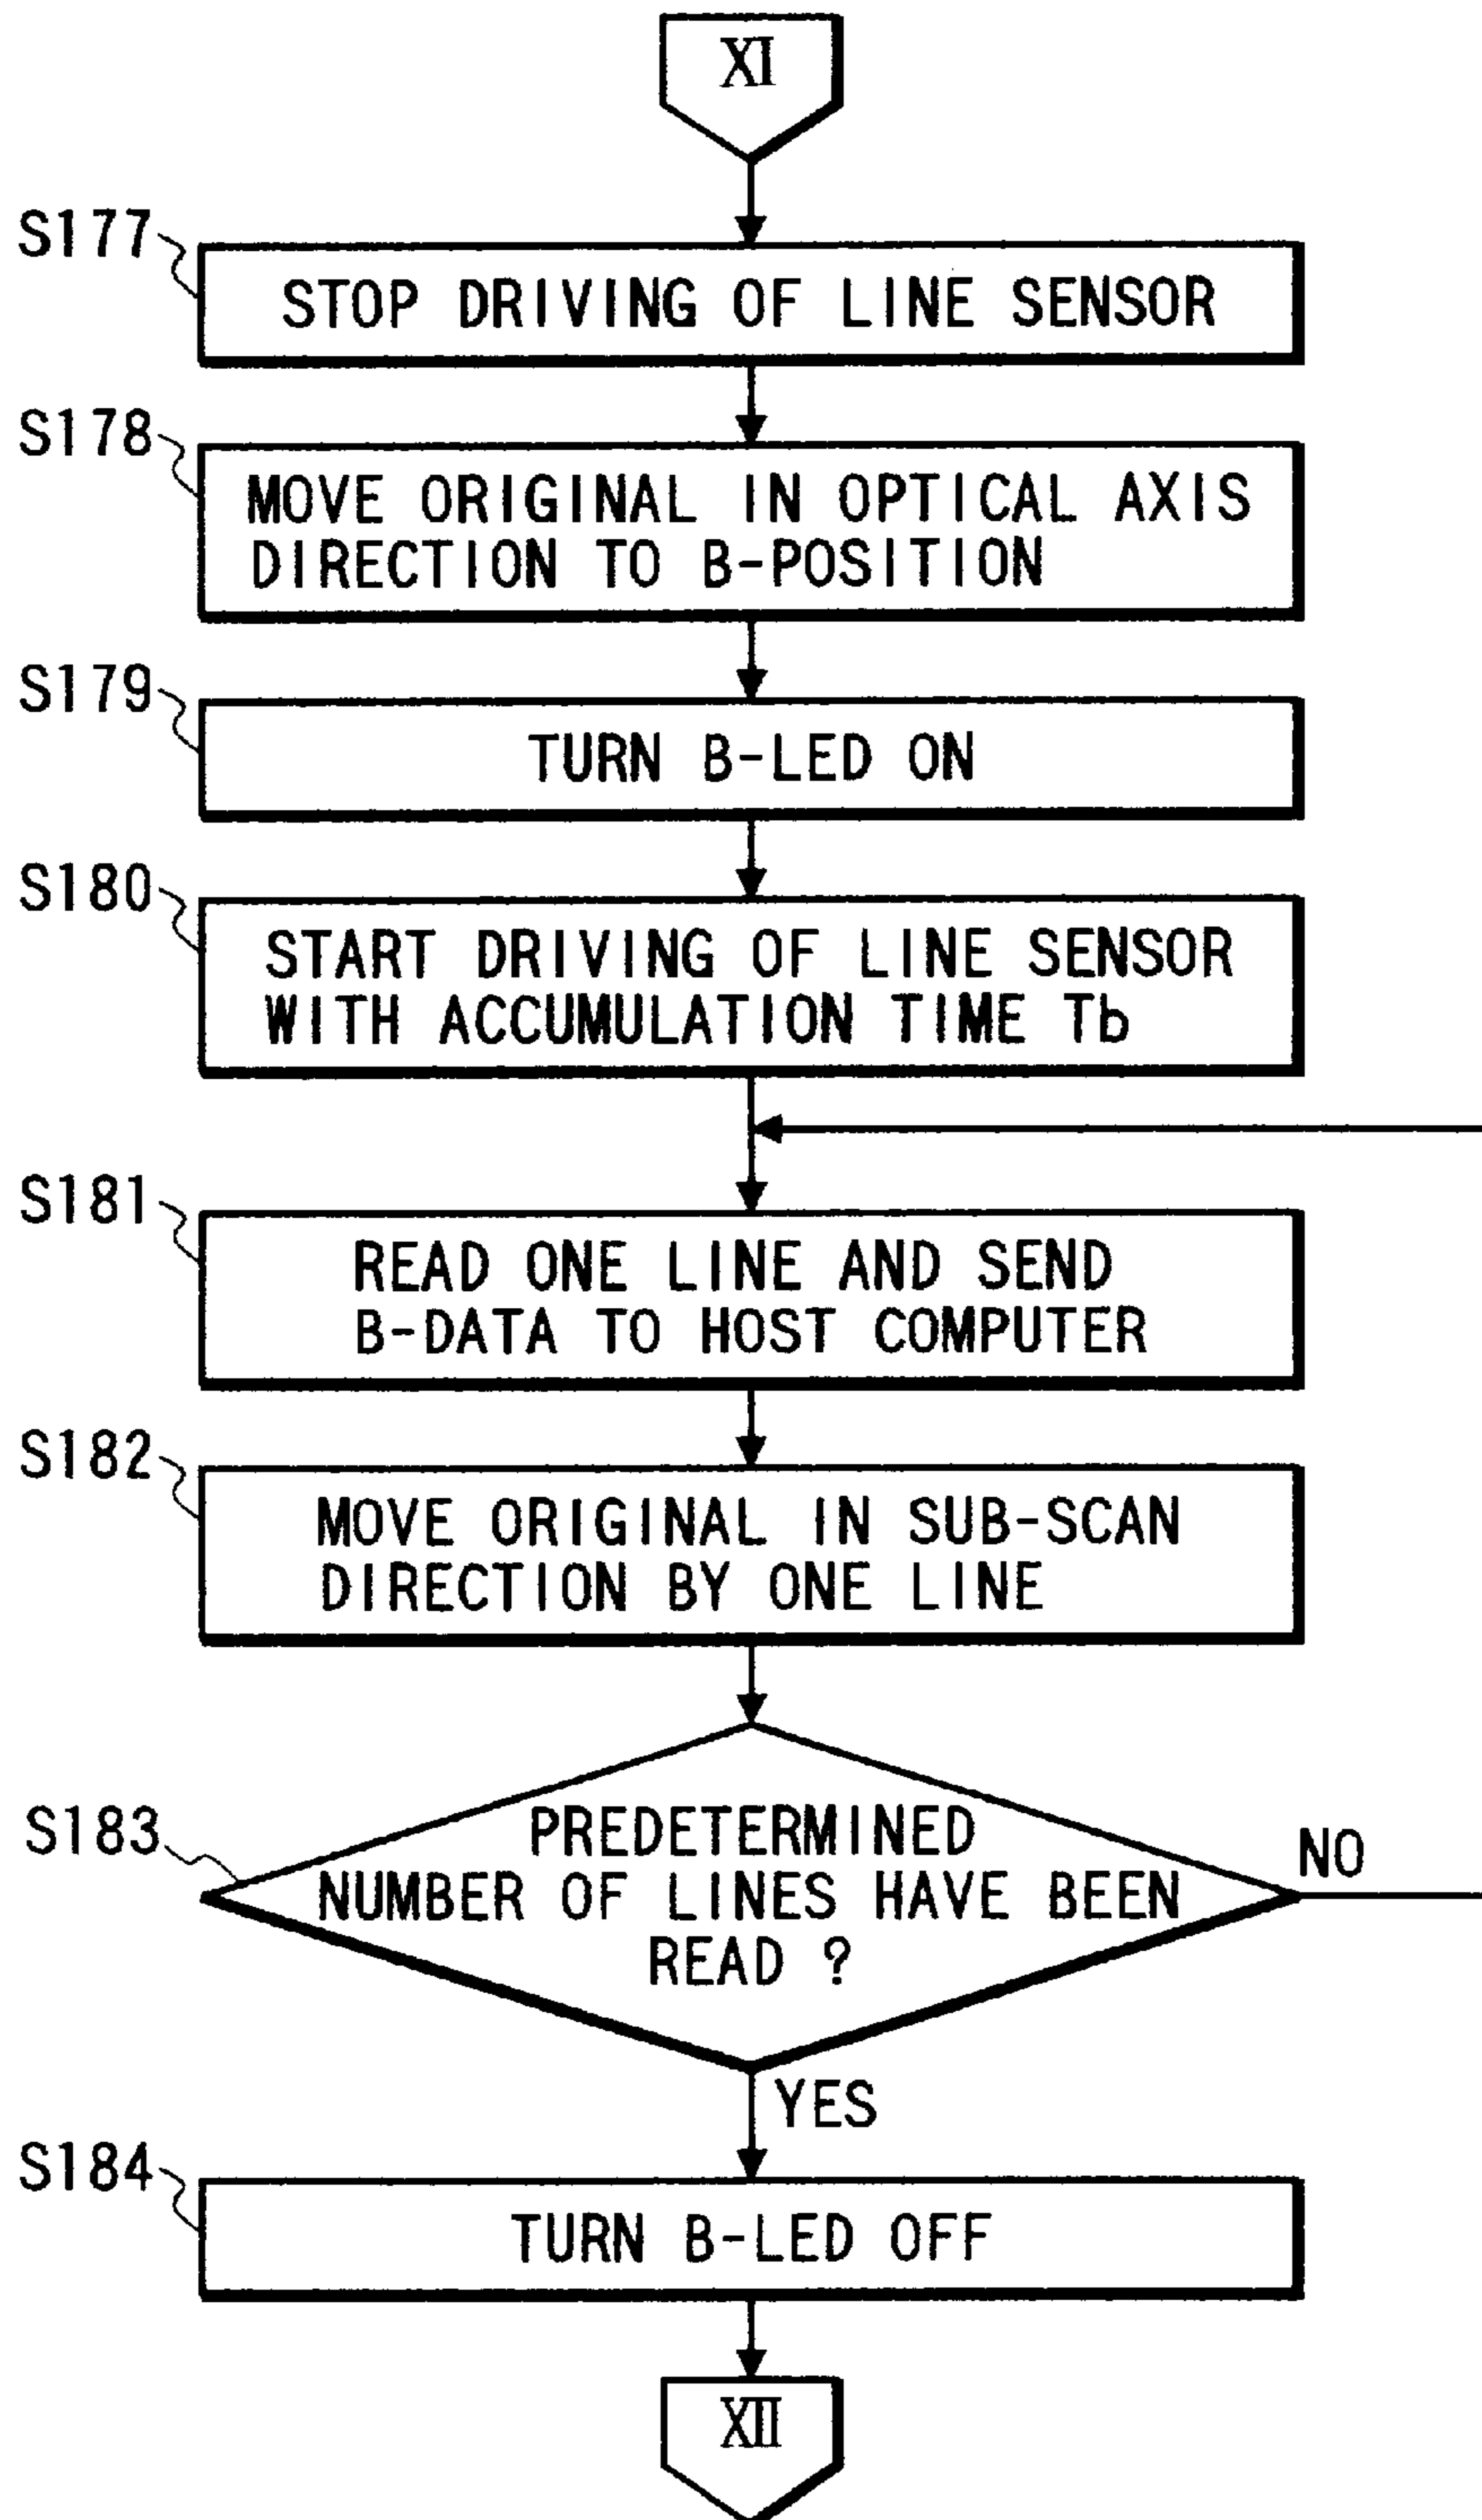 XI
S177
STOP DRIVING OF LINE SENSOR
S178
MOVE ORIGINAL IN OPTICAL AXIS
DIRECTION TO B-POSITION
S179
TURN B-LED ON
S180
START DRIVING OF LINE SENSOR
WITH ACCUMULATION TIME Tb
S181
READ ONE LINE AND SEND
B-DATA TO HOST COMPUTER
S182
MOVE ORIGINAL IN SUB-SCAN
DIRECTION BY ONE LINE
S183
PREDETERMINED
NUMBER OF LINES HAVE BEEN
READ ?
NO
YES
S184
TURN B-LED OFF
XII